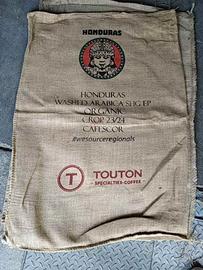 HONDURAS
HONDURAS
WASHED ARABICA SHG EP
ORGANIC
CROP 23/24
CAFESCOR
#wesourceregionals
T
TOUTON
SPECIALTIES-COFFEE